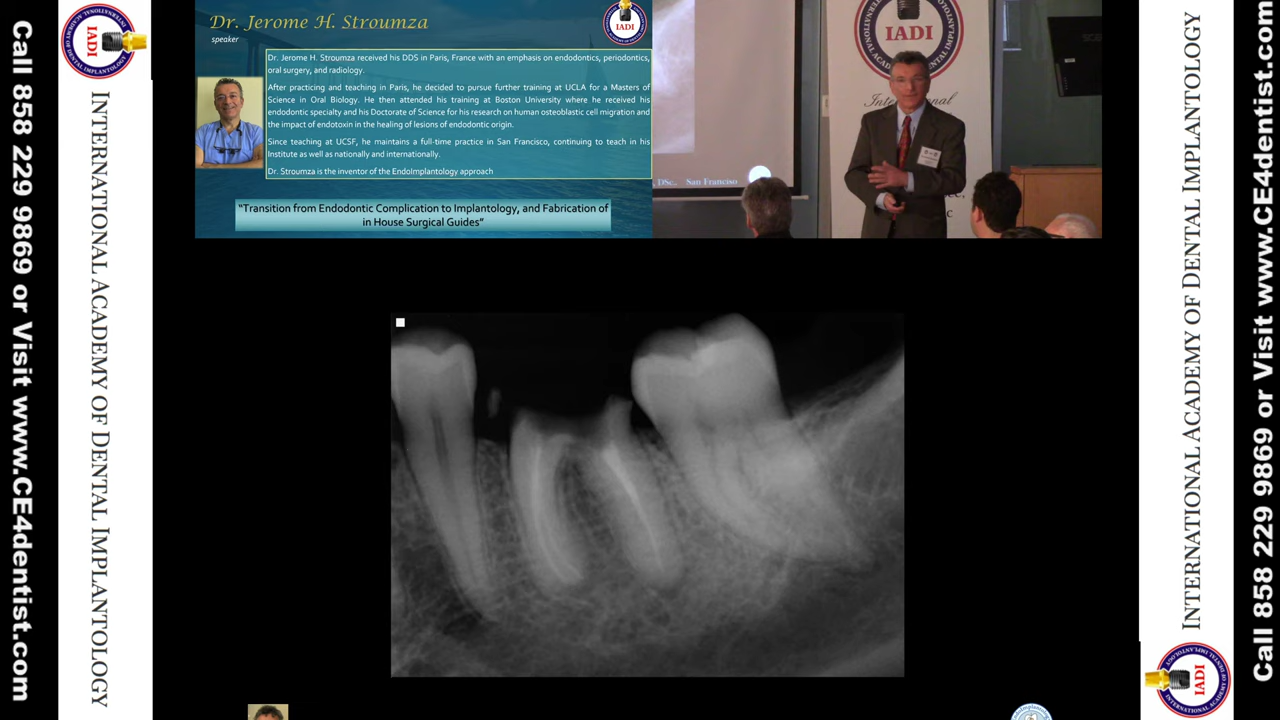 Call 858 229 9869 or Visit www.CE4dentist.com
IADI
INTERNATIONAL ACADEMY OF DENTAL IMPLANTOLOGY
Dr. Jerome H. Stroumza
speaker
IADI
Dr. Jerome H. Stroumza received his DDS in Paris, France with an emphasis on endodontics, periodontics,
oral surgery, and radiology.
After practicing and teaching in Paris, he decided to pursue further training at UCLA for a Masters of
Science in Oral Biology. He then attended his training at Boston University where he received his
endodontic specialty and his Doctorate of Science for his research on human osteoblastic cell migration and
the impact of endotoxin in the healing of lesions of endodontic origin.
Since teaching at UCSF, he maintains a full-time practice in San Francisco, continuing to teach in his
Institute as well as nationally and internationally.
Dr. Stroumza is the inventor of the EndoImplantology approach
"Transition from Endodontic Complication to Implantology, and Fabrication of
in House Surgical Guides"
IADI
DSc., San Francisco
INTERNATIONAL ACADEMY OF DENTAL IMPLANTOLOGY
IADI
Call 858 229 9869 or Visit www.CE4dentist.com